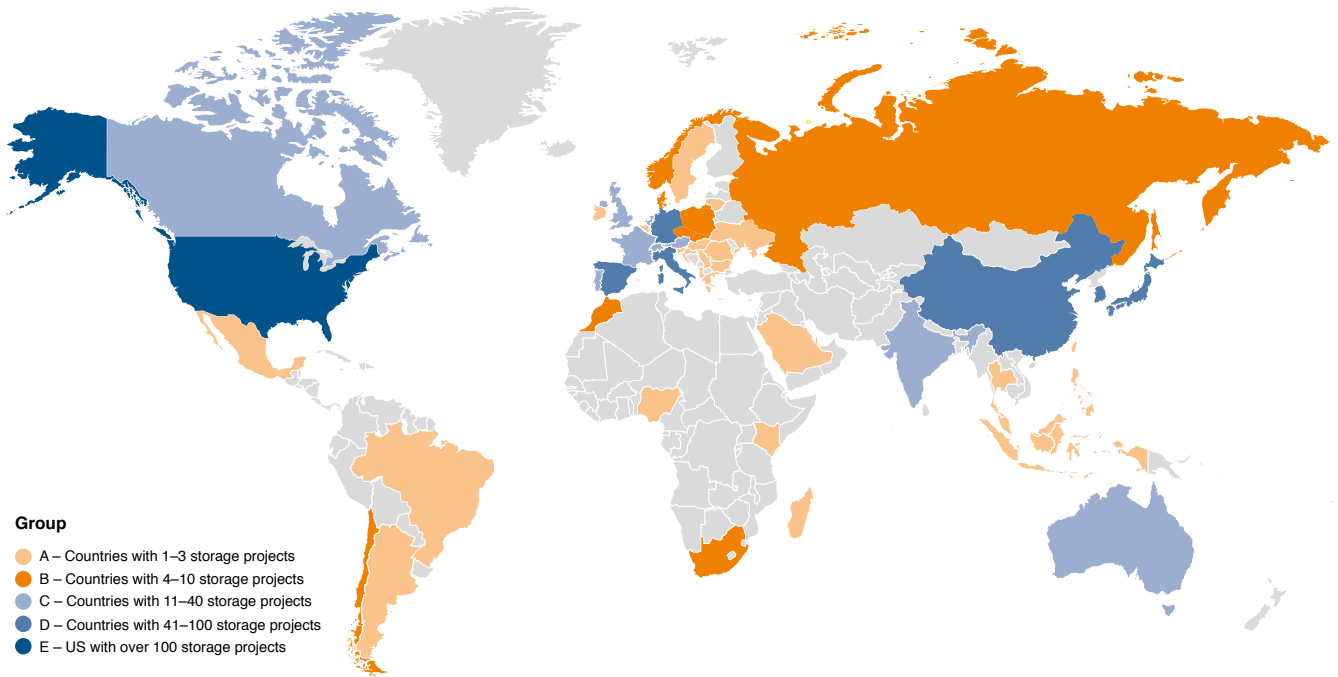 Group
A – Countries with 1–3 storage projects
B – Countries with 4–10 storage projects
C – Countries with 11–40 storage projects
D – Countries with 41–100 storage projects
E – US with over 100 storage projects